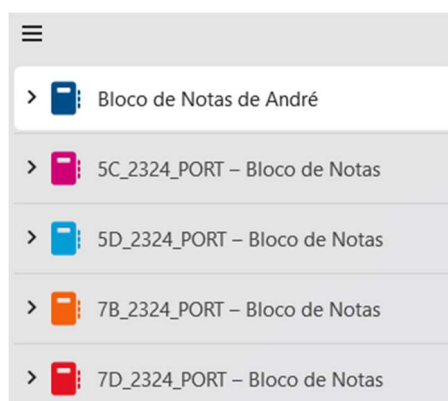 Bloco de Notas de André
5C_2324_PORT – Bloco de Notas
5D_2324_PORT – Bloco de Notas
7B_2324_PORT – Bloco de Notas
7D_2324_PORT – Bloco de Notas